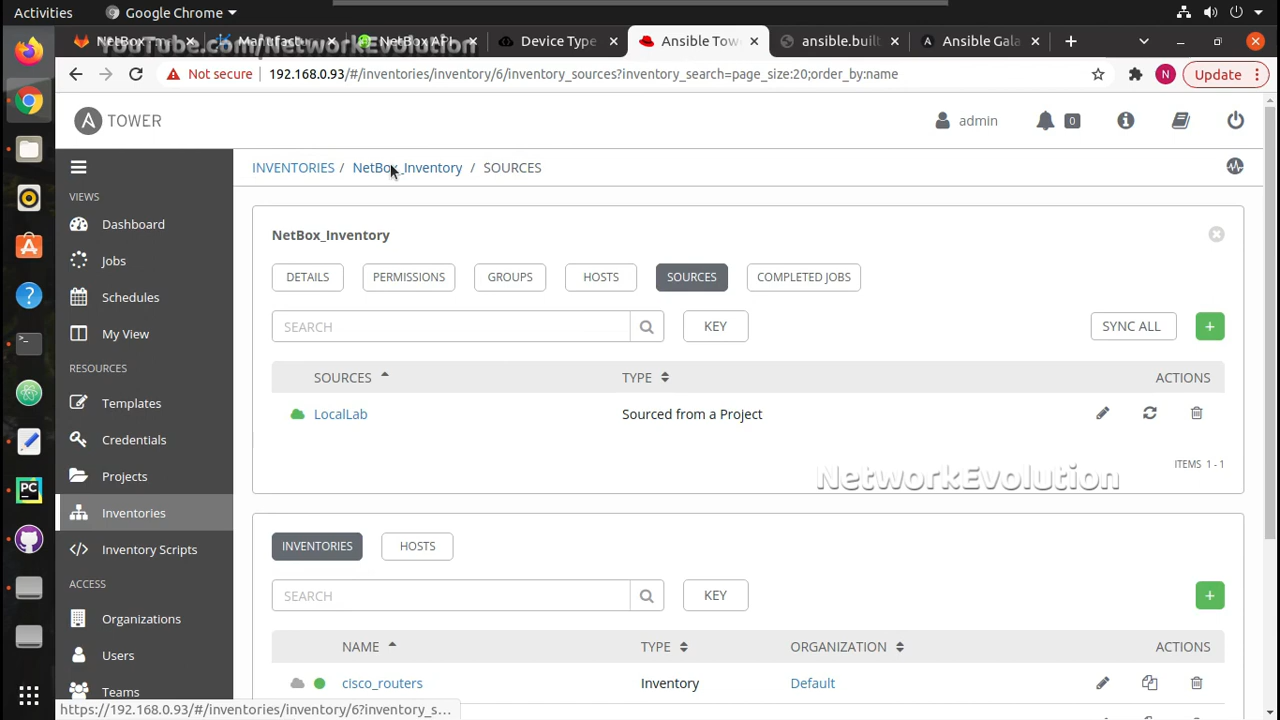 Activities Google Chrome
YouTube.com/NetworkEvolution
NetBox Manufactur NetBox API Device Type Ansible Tow ansible.built Ansible Gala
Not secure 192.168.0.93/#/inventories/inventory/6/inventory_sources?inventory_search=page_size:20;order_by:name N Update
A TOWER admin 0
INVENTORIES / NetBox_Inventory / SOURCES
VIEWS
Dashboard
Jobs
Schedules
My View
RESOURCES
Templates
Credentials
Projects
Inventories
Inventory Scripts
ACCESS
Organizations
Users
Teams
NetBox_Inventory
DETAILS PERMISSIONS GROUPS HOSTS SOURCES COMPLETED JOBS
SEARCH KEY SYNC ALL +
SOURCES TYPE ACTIONS
LocalLab Sourced from a Project
ITEMS 1 - 1
NetworkEvolution
INVENTORIES HOSTS
SEARCH KEY +
NAME TYPE ORGANIZATION ACTIONS
cisco_routers Inventory Default
https://192.168.0.93/#/inventories/inventory/6?inventory_s…